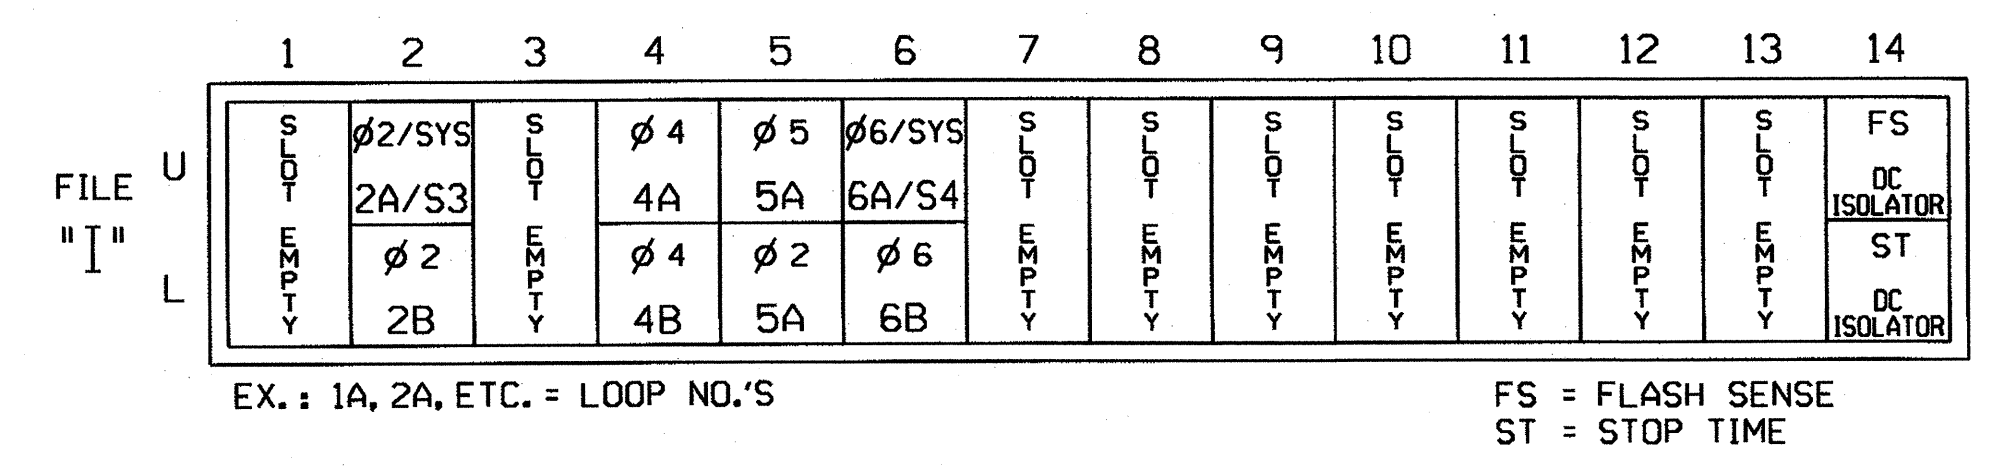 1 2 3 4 5 6 7 8 9 10 11 12 13 14
FILE "I"
U
L
SLOT EMPTY
Ø2/SYS
2A/S3
Ø 2
2B
SLOT EMPTY
Ø 4
4A
Ø 4
4B
Ø 5
5A
Ø 2
5A
Ø6/SYS
6A/S4
Ø 6
6B
SLOT EMPTY
SLOT EMPTY
SLOT EMPTY
SLOT EMPTY
SLOT EMPTY
SLOT EMPTY
SLOT EMPTY
FS
DC
ISOLATOR
ST
DC
ISOLATOR
EX.: 1A, 2A, ETC. = LOOP NO.'S
FS = FLASH SENSE
ST = STOP TIME